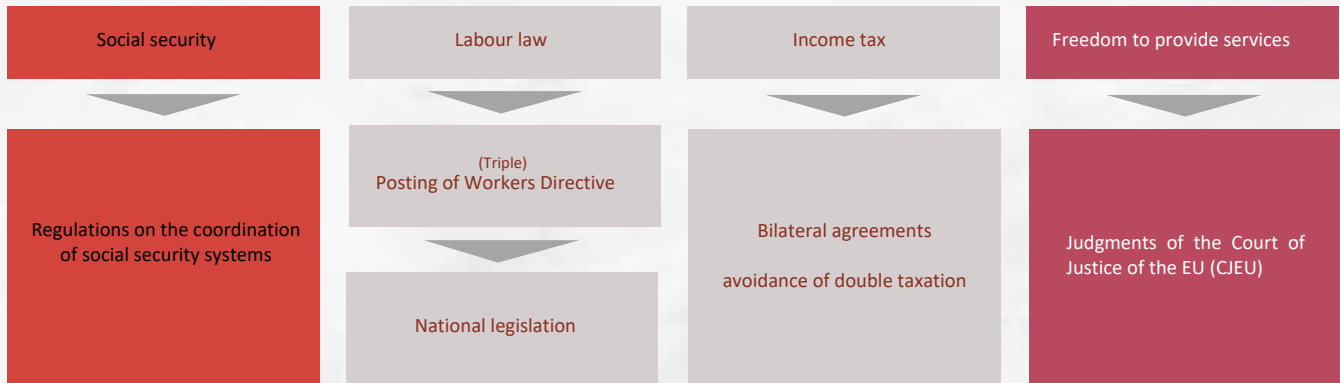 Social security
Labour law
Income tax
Freedom to provide services
Regulations on the coordination
of social security systems
(Triple)
Posting of Workers Directive
National legislation
Bilateral agreements
avoidance of double taxation
Judgments of the Court of
Justice of the EU (CJEU)